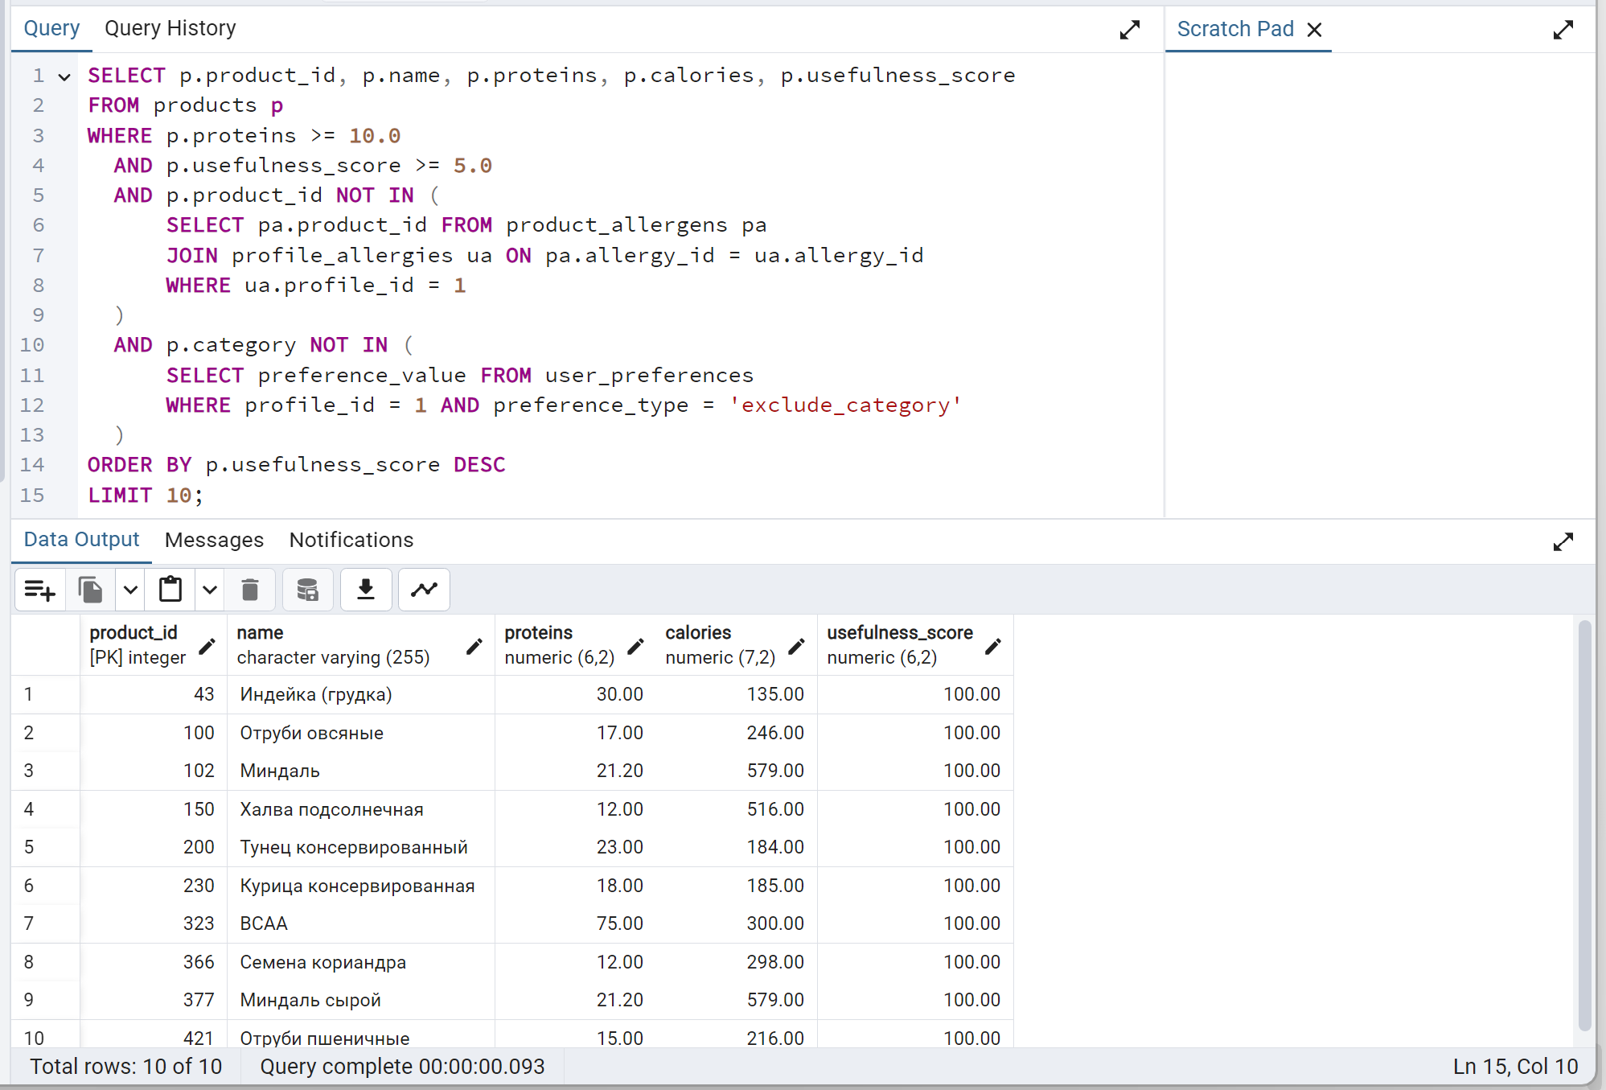 Query Query History
Scratch Pad
1 SELECT p.product_id, p.name, p.proteins, p.calories, p.usefulness_score
2 FROM products p
3 WHERE p.proteins >= 10.0
4 AND p.usefulness_score >= 5.0
5 AND p.product_id NOT IN (
6 SELECT pa.product_id FROM product_allergens pa
7 JOIN profile_allergies ua ON pa.allergy_id = ua.allergy_id
8 WHERE ua.profile_id = 1
9 )
10 AND p.category NOT IN (
11 SELECT preference_value FROM user_preferences
12 WHERE profile_id = 1 AND preference_type = 'exclude_category'
13 )
14 ORDER BY p.usefulness_score DESC
15 LIMIT 10;
Data Output Messages Notifications
product_id name proteins calories usefulness_score
[PK] integer character varying (255) numeric (6,2) numeric (7,2) numeric (6,2)
1 43 Индейка (грудка) 30.00 135.00 100.00
2 100 Отруби овсяные 17.00 246.00 100.00
3 102 Миндаль 21.20 579.00 100.00
4 150 Халва подсолнечная 12.00 516.00 100.00
5 200 Тунец консервированный 23.00 184.00 100.00
6 230 Курица консервированная 18.00 185.00 100.00
7 323 BCAA 75.00 300.00 100.00
8 366 Семена кориандра 12.00 298.00 100.00
9 377 Миндаль сырой 21.20 579.00 100.00
10 421 Отруби пшеничные 15.00 216.00 100.00
Total rows: 10 of 10 Query complete 00:00:00.093 Ln 15, Col 10